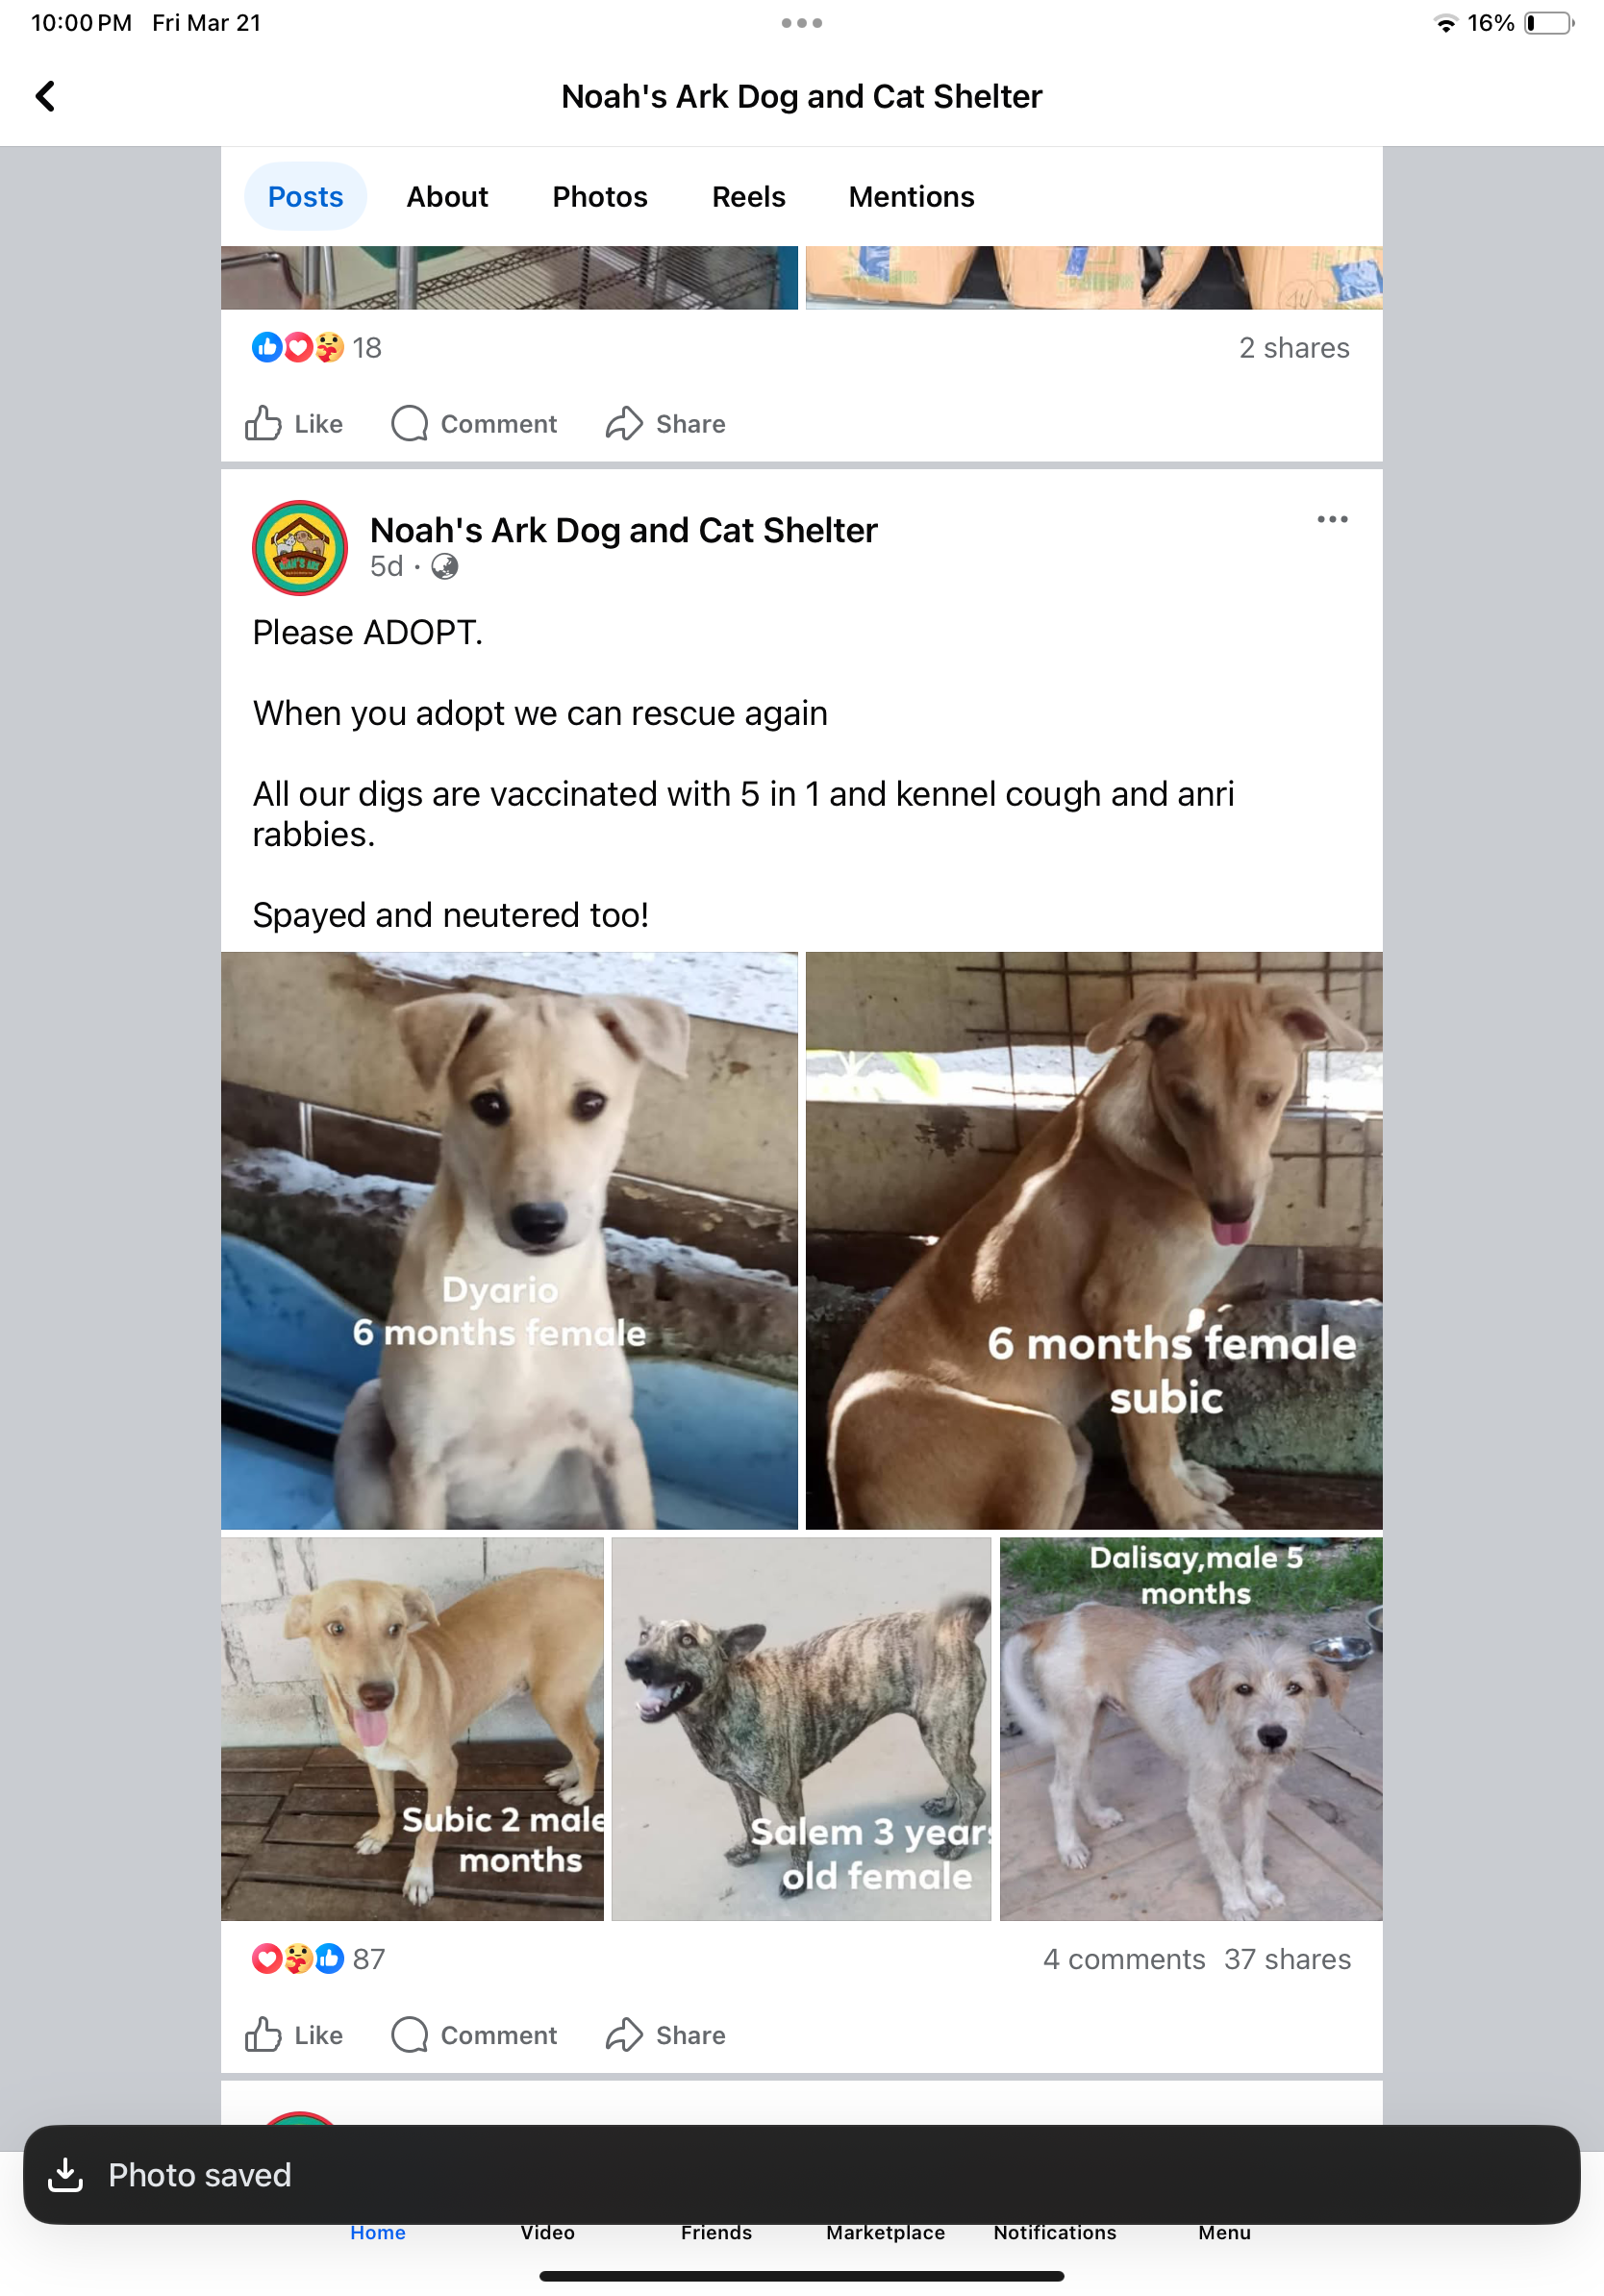 10:00 PM Fri Mar 21
16%
Noah's Ark Dog and Cat Shelter
Posts About Photos Reels Mentions
18 2 shares
Like Comment Share
Noah's Ark Dog and Cat Shelter
5d ·
Please ADOPT.
When you adopt we can rescue again
All our digs are vaccinated with 5 in 1 and kennel cough and anri
rabbies.
Spayed and neutered too!
Dyario
6 months female
6 months female
subic
Subic 2 male
months
Salem 3 years
old female
Dalisay,male 5
months
87 4 comments 37 shares
Like Comment Share
Photo saved
Home Video Friends Marketplace Notifications Menu